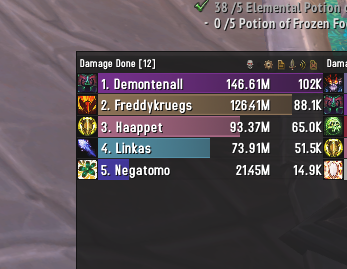 38 /5 Elemental Potion
- 0 /5 Potion of Frozen Fo
Damage Done [12]
Dama
1. Demontenall 146.61M 102K
2. Freddykruegs 126.41M 88.1K
3. Haappet 93.37M 65.0K
4. Linkas 73.91M 51.5K
5. Negatomo 21.45M 14.9K